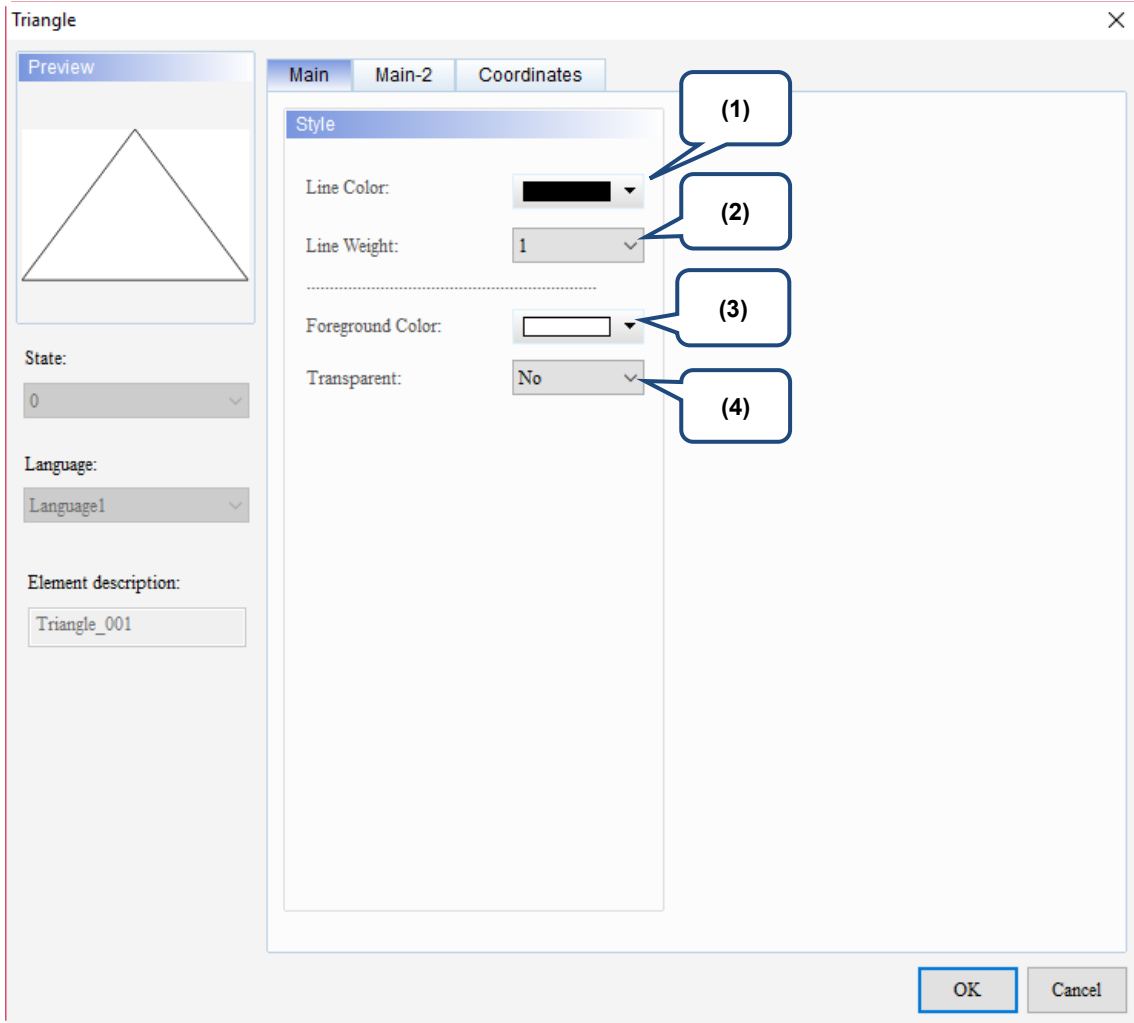 Triangle
Preview
Main Main-2 Coordinates
Style
(1)
Line Color:
(2)
Line Weight: 1
(3)
Foreground Color:
Transparent: No
(4)
State:
0
Language:
Language1
Element description:
Triangle_001
OK Cancel